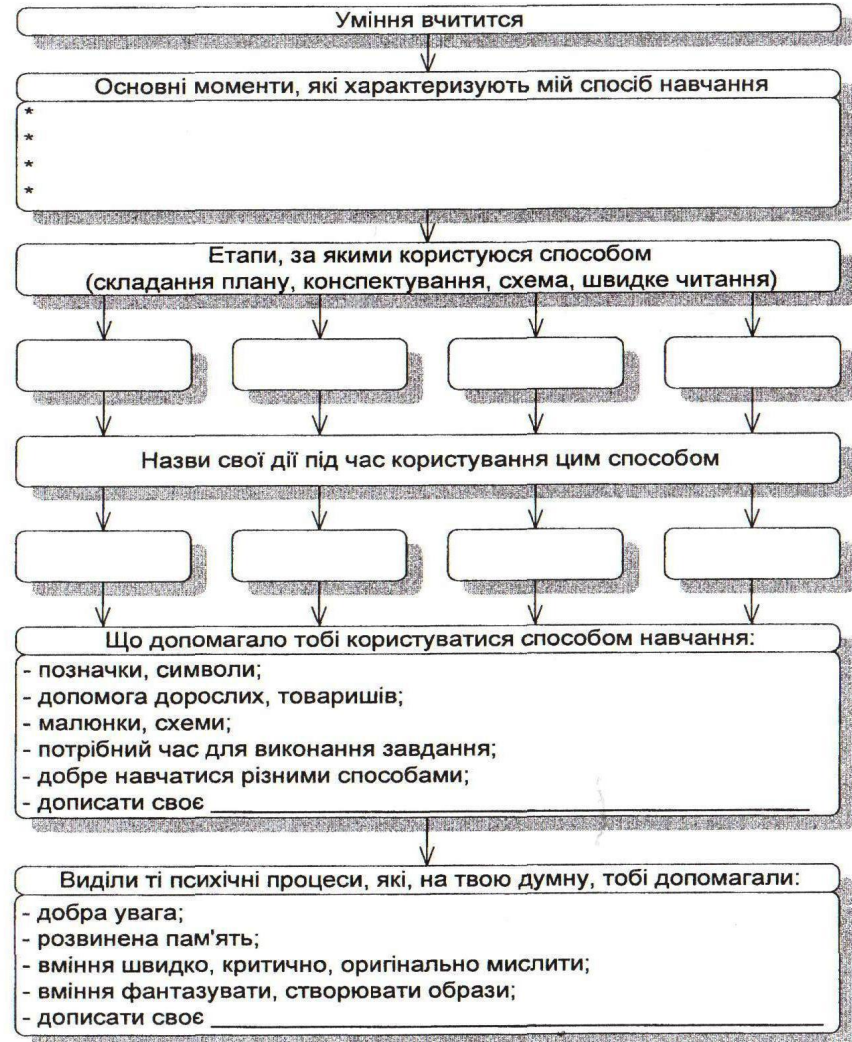 Уміння вчитится
Основні моменти, які характеризують мій спосіб навчання
*
*
*
*
Етапи, за якими користуюся способом
(складання плану, конспектування, схема, швидке читання)
Назви свої дії під час користування цим способом
Що допомагало тобі користуватися способом навчання:
- позначки, символи;
- допомога дорослих, товаришів;
- малюнки, схеми;
- потрібний час для виконання завдання;
- добре навчатися різними способами;
- дописати своє
Виділи ті психічні процеси, які, на твою думну, тобі допомагали:
- добра увага;
- розвинена пам'ять;
- вміння швидко, критично, оригінально мислити;
- вміння фантазувати, створювати образи;
- дописати своє